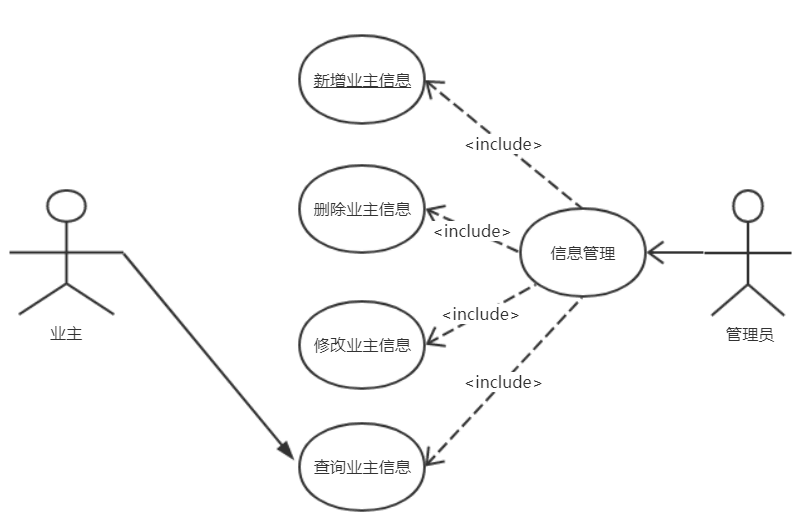 新增业主信息
<include>
删除业主信息
<include>
信息管理
<include>
业主
管理员
修改业主信息
<include>
查询业主信息